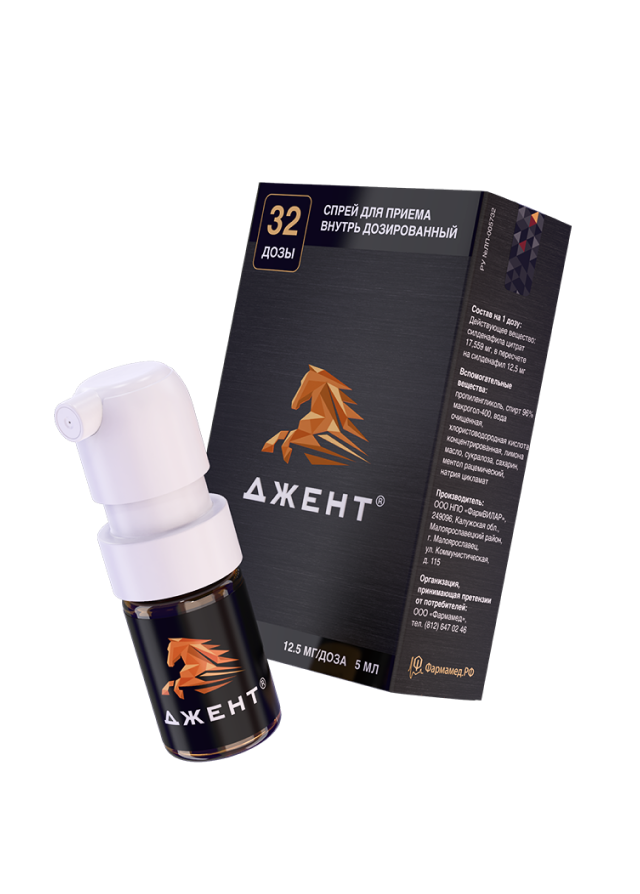 32
ДОЗЫ
СПРЕЙ ДЛЯ ПРИЕМА
ВНУТРЬ ДОЗИРОВАННЫЙ
ДЖЕНТ®
12.5 МГ/ДОЗА 5 МЛ
РУ №ЛП-005732
Состав на 1 дозу:
Действующее вещество:
силденафила цитрат
17,559 мг, в пересчете
на силденафил 12,5 мг
Вспомогательные
вещества:
пропиленгликоль, спирт 96%
макрогол-400, вода
очищенная,
хлористоводородная кислота
концентрированная, лимона
масло, сукралоза, сахарин,
ментол рацемический,
натрия цикламат
Производитель:
ООО НПО «ФармВИЛАР»,
249096, Калужская обл.,
Малоярославецкий район,
г. Малоярославец,
ул. Коммунистическая,
д. 115
Организация,
принимающая претензии
от потребителей:
ООО «Фармамед»,
тел. (812) 647 02 46
Фармамед.РФ
ДЖЕНТ®